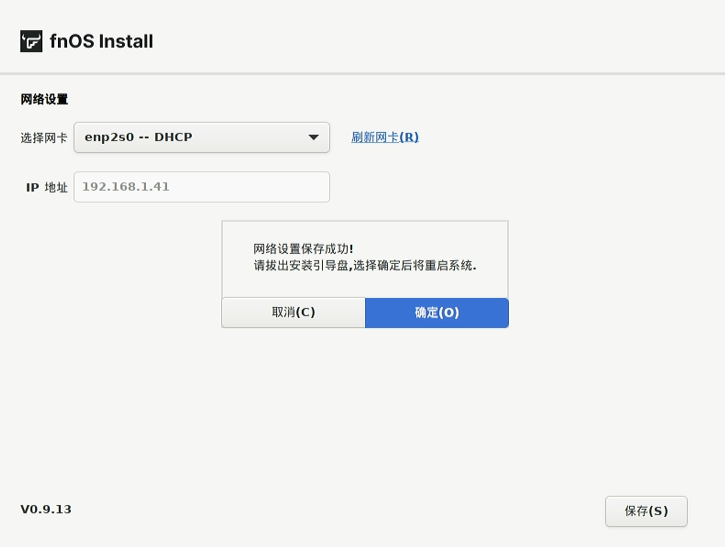 fnOS Install
网络设置
选择网卡 enp2s0 -- DHCP 刷新网卡(R)
IP 地址 192.168.1.41
网络设置保存成功!
请拔出安装引导盘,选择确定后将重启系统.
取消(C) 确定(O)
V0.9.13 保存(S)